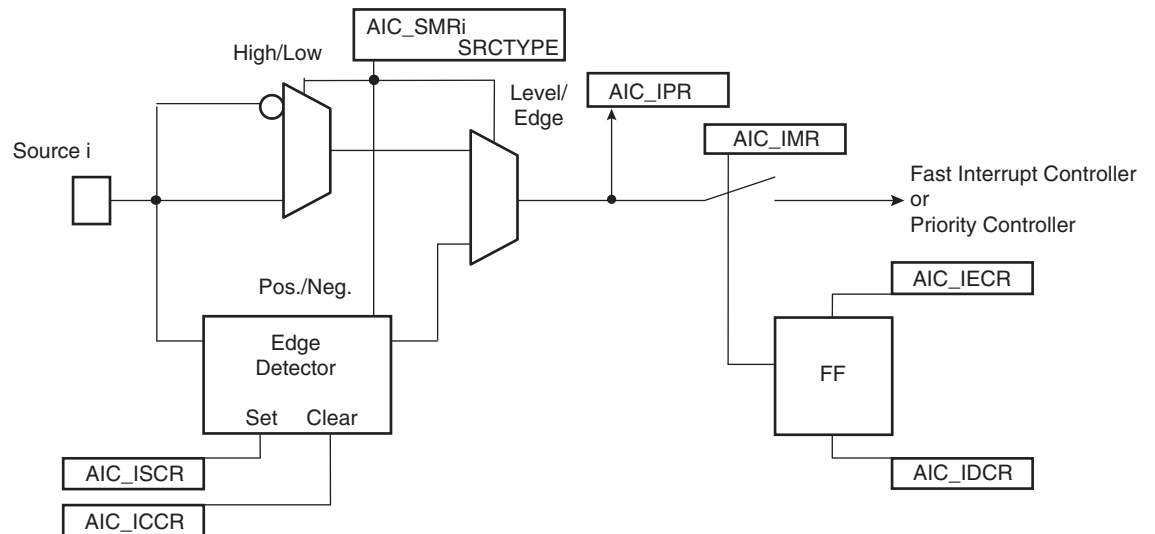 AIC_SMRi
SRCTYPE
High/Low
Level/
Edge
AIC_IPR
AIC_IMR
Source i
Fast Interrupt Controller
or
Priority Controller
Pos./Neg.
AIC_IECR
Edge
Detector
FF
Set Clear
AIC_ISCR
AIC_IDCR
AIC_ICCR